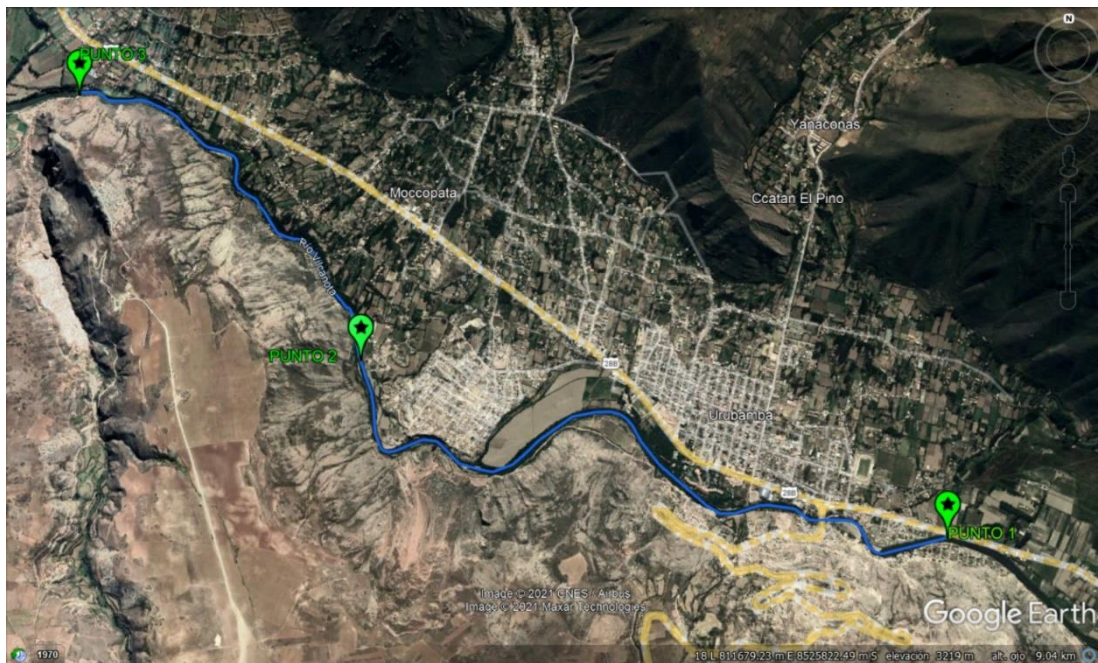 N
PUNTO 3
Yanaconas
Moccopata
Ccatan El Pino
Río Vilcanota
PUNTO 2
288
Urubamba
288
PUNTO 1
Image © 2021 CNES / Airbus
Image © 2021 Maxar Technologies
Google Earth
1970
18 L 811679.23 m E 8525822.49 m S elevación 3219 m alt. ojo 9.04 km